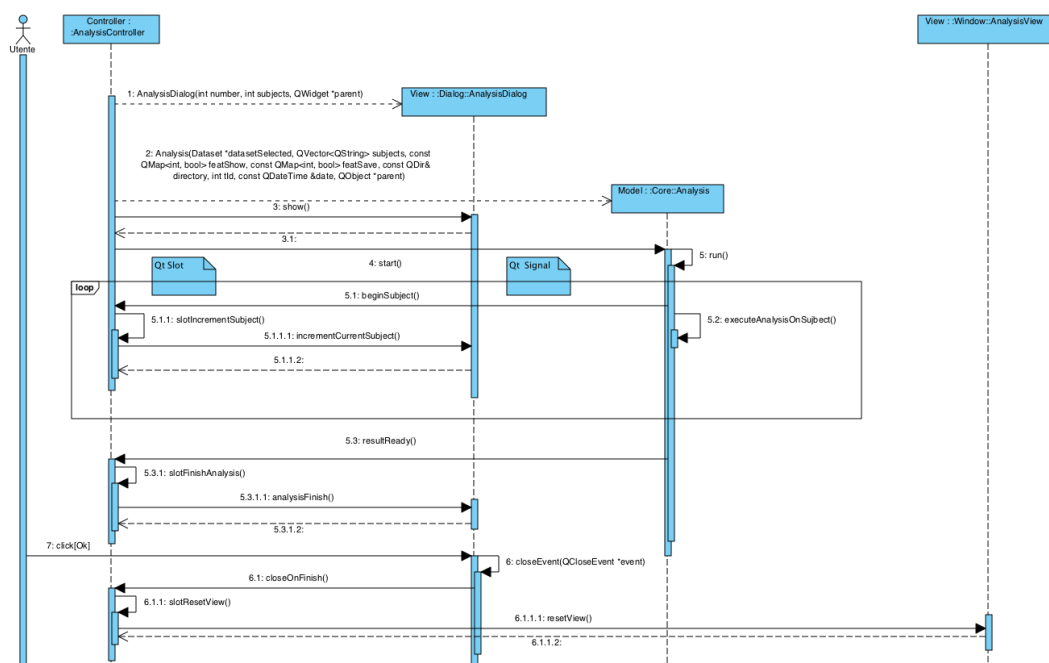 Controller :
:AnalysisController
View : :Window::AnalysisView
Utente
1: AnalysisDialog(int number, int subjects, QWidget *parent)
View : :Dialog::AnalysisDialog
2: Analysis(Dataset *datasetSelected, QVector<QString> subjects, const
QMap<int, bool> featShow, const QMap<int, bool> featSave, const QDir&
directory, int tId, const QDateTime &date, QObject *parent)
Model : :Core::Analysis
3: show()
3.1:
4: start()
5: run()
Qt Slot
Qt Signal
loop
5.1: beginSubject()
5.1.1: slotIncrementSubject()
5.2: executeAnalysisOnSujbect()
5.1.1.1: incrementCurrentSubject()
5.1.1.2:
5.3: resultReady()
5.3.1: slotFinishAnalysis()
5.3.1.1: analysisFinish()
5.3.1.2:
7: click[Ok]
6: closeEvent(QCloseEvent *event)
6.1: closeOnFinish()
6.1.1: slotResetView()
6.1.1.1: resetView()
6.1.1.2: